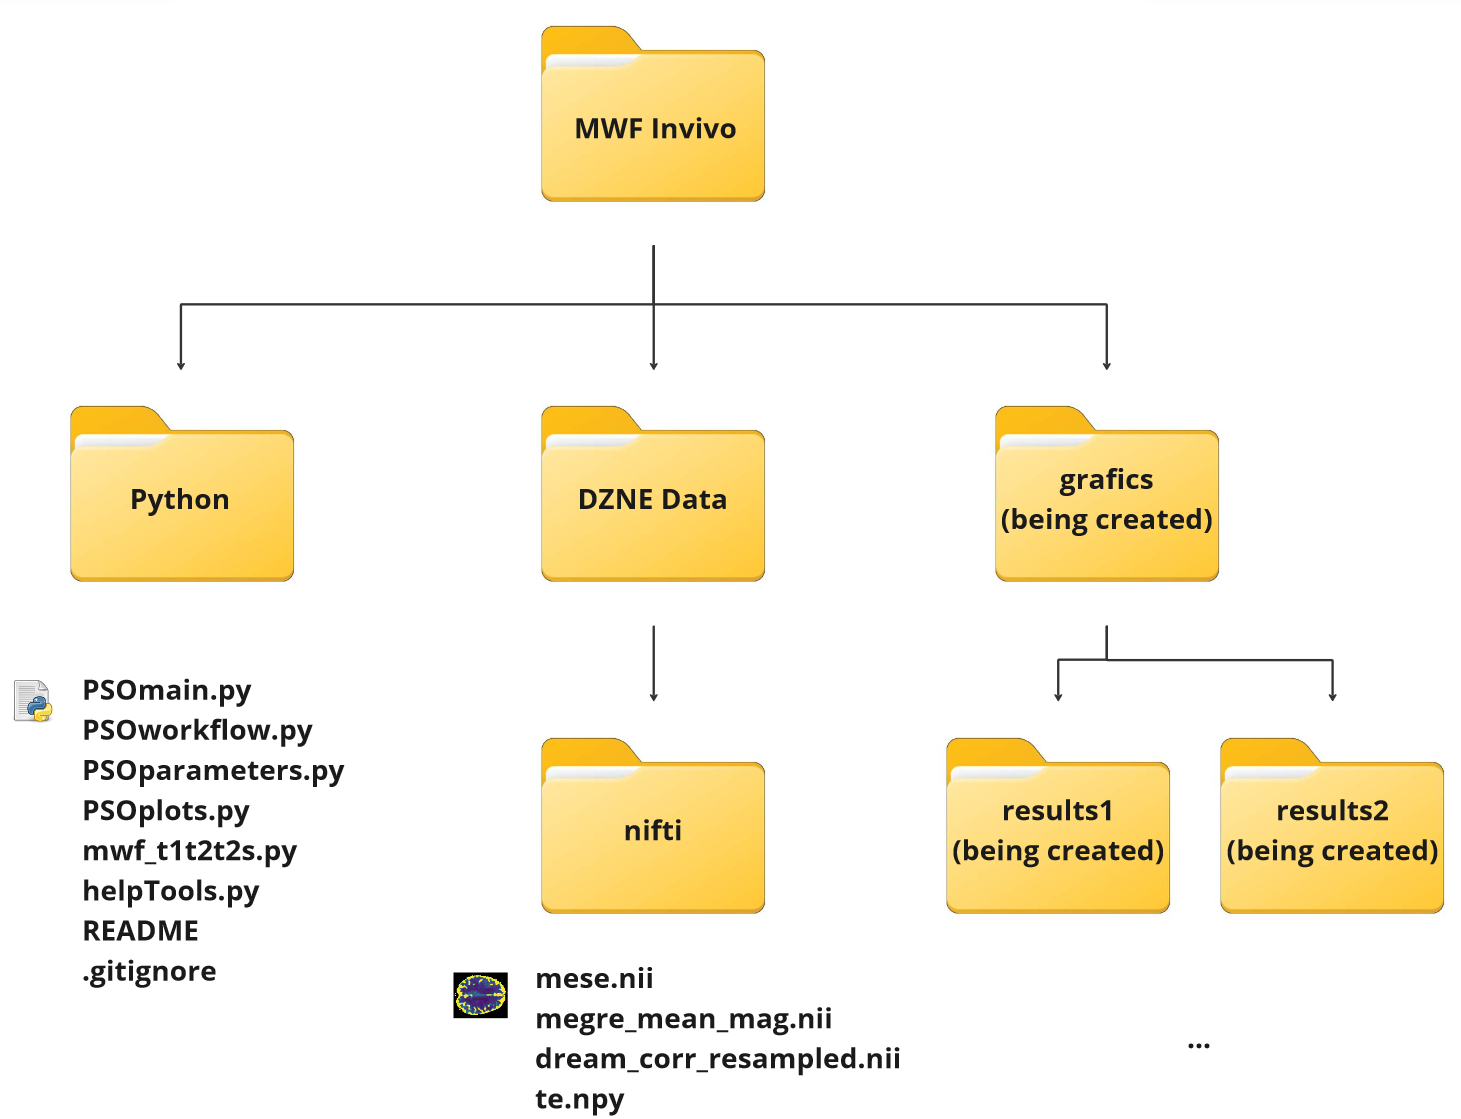 MWF Invivo
Python
DZNE Data
grafics
(being created)
PSOmain.py
PSOworkflow.py
PSOparameters.py
PSOplots.py
mwf_t1t2t2s.py
helpTools.py
README
.gitignore
nifti
results1
(being created)
results2
(being created)
mese.nii
megre_mean_mag.nii
dream_corr_resampled.nii
te.npy
...